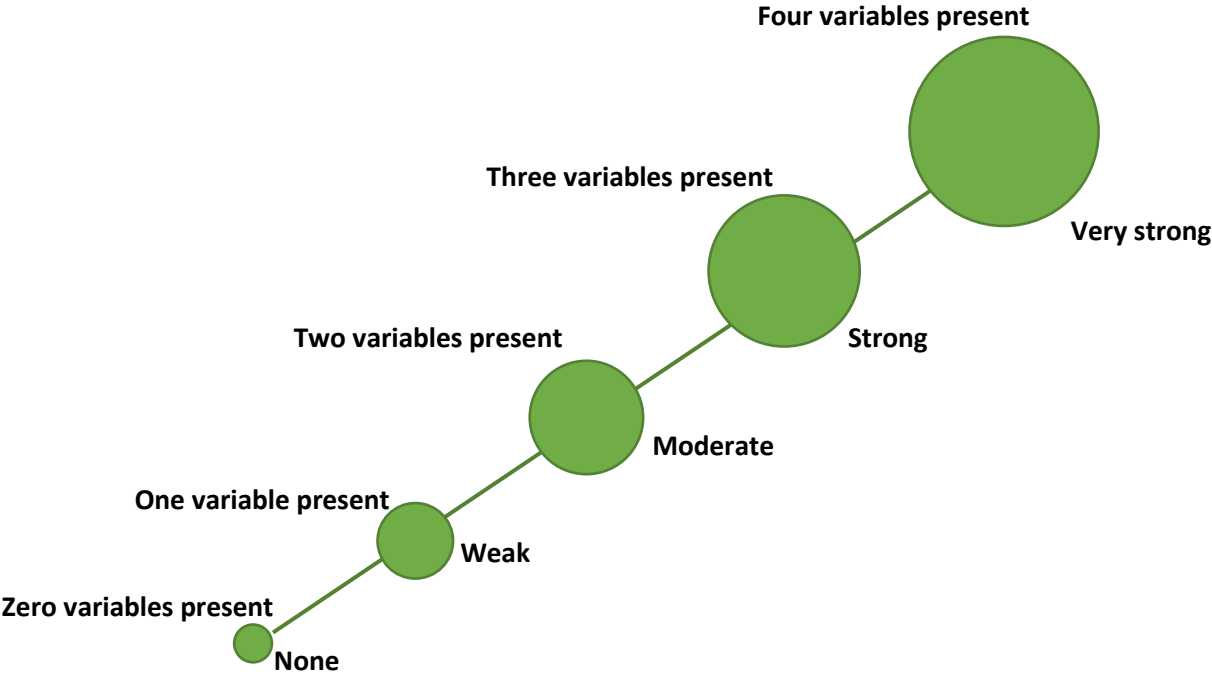 Four variables present
Three variables present
Very strong
Two variables present
Strong
Moderate
One variable present
Weak
Zero variables present
None